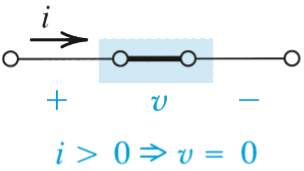 i
+ v −
i > 0 ⇒ v = 0